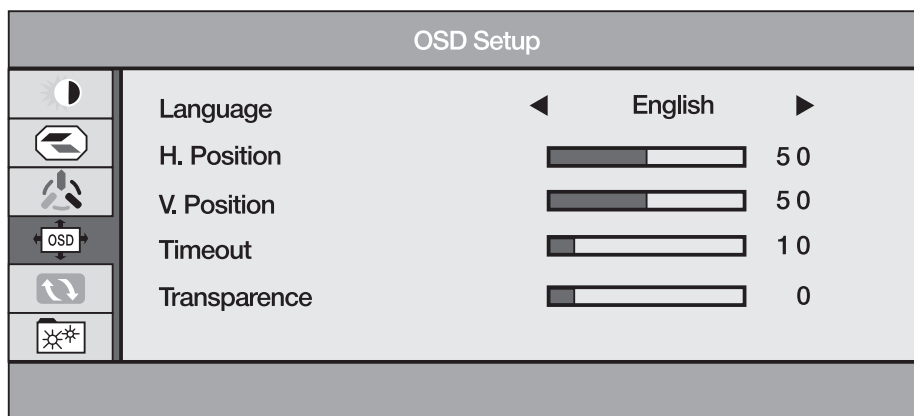 OSD Setup
Language ◀ English ▶
H. Position 50
V. Position 50
OSD
Timeout 10
Transparence 0